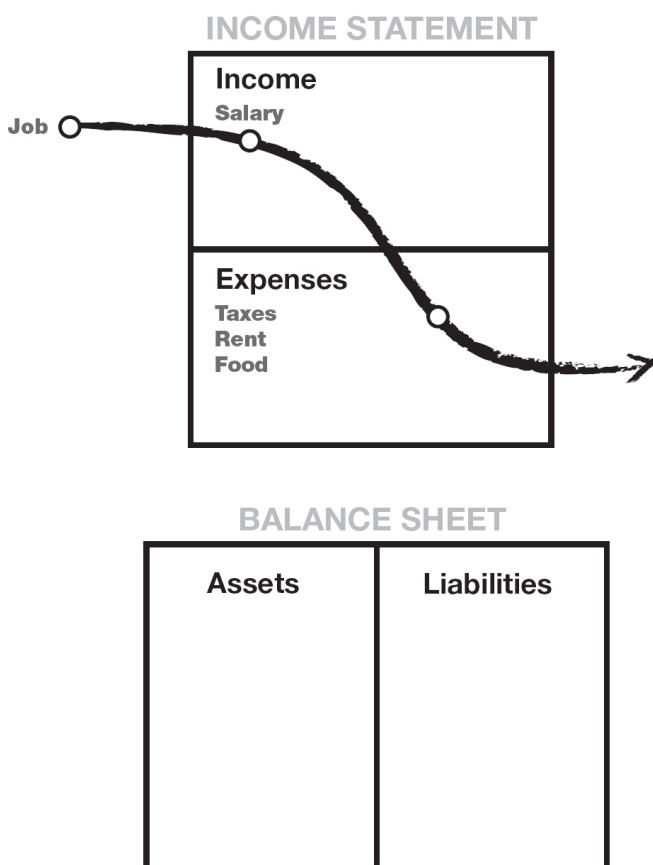 INCOME STATEMENT
Income
Salary
Job
Expenses
Taxes
Rent
Food
BALANCE SHEET
Assets
Liabilities